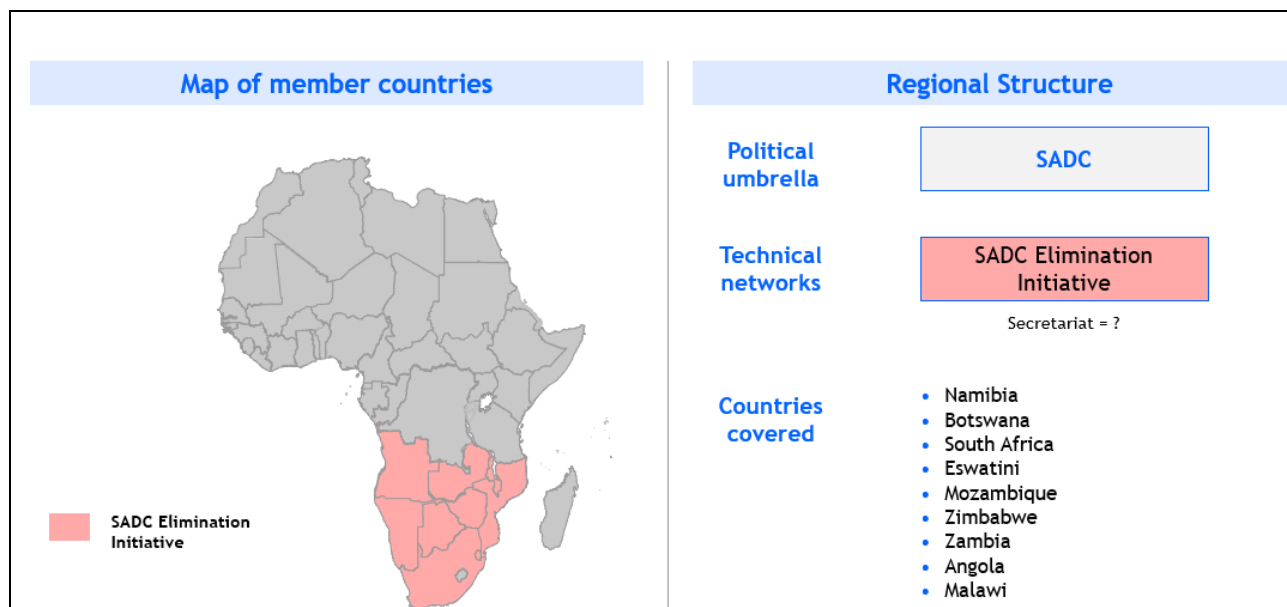 Map of member countries
SADC Elimination
Initiative
Regional Structure
Political
umbrella
SADC
Technical
networks
SADC Elimination
Initiative
Secretariat = ?
Countries
covered
• Namibia
• Botswana
• South Africa
• Eswatini
• Mozambique
• Zimbabwe
• Zambia
• Angola
• Malawi